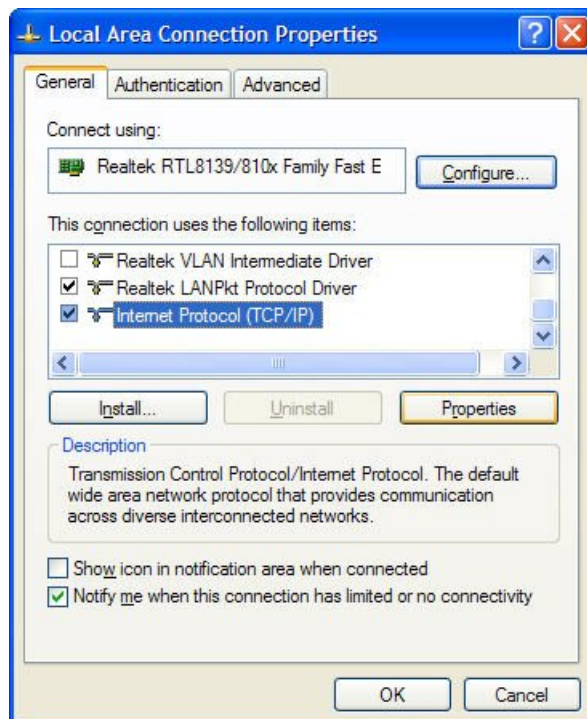 Local Area Connection Properties
General Authentication Advanced
Connect using:
Realtek RTL8139/810x Family Fast E
Configure...
This connection uses the following items:
Realtek VLAN Intermediate Driver
Realtek LANPkt Protocol Driver
Internet Protocol (TCP/IP)
Install... Uninstall Properties
Description
Transmission Control Protocol/Internet Protocol. The default
wide area network protocol that provides communication
across diverse interconnected networks.
Show icon in notification area when connected
Notify me when this connection has limited or no connectivity
OK Cancel